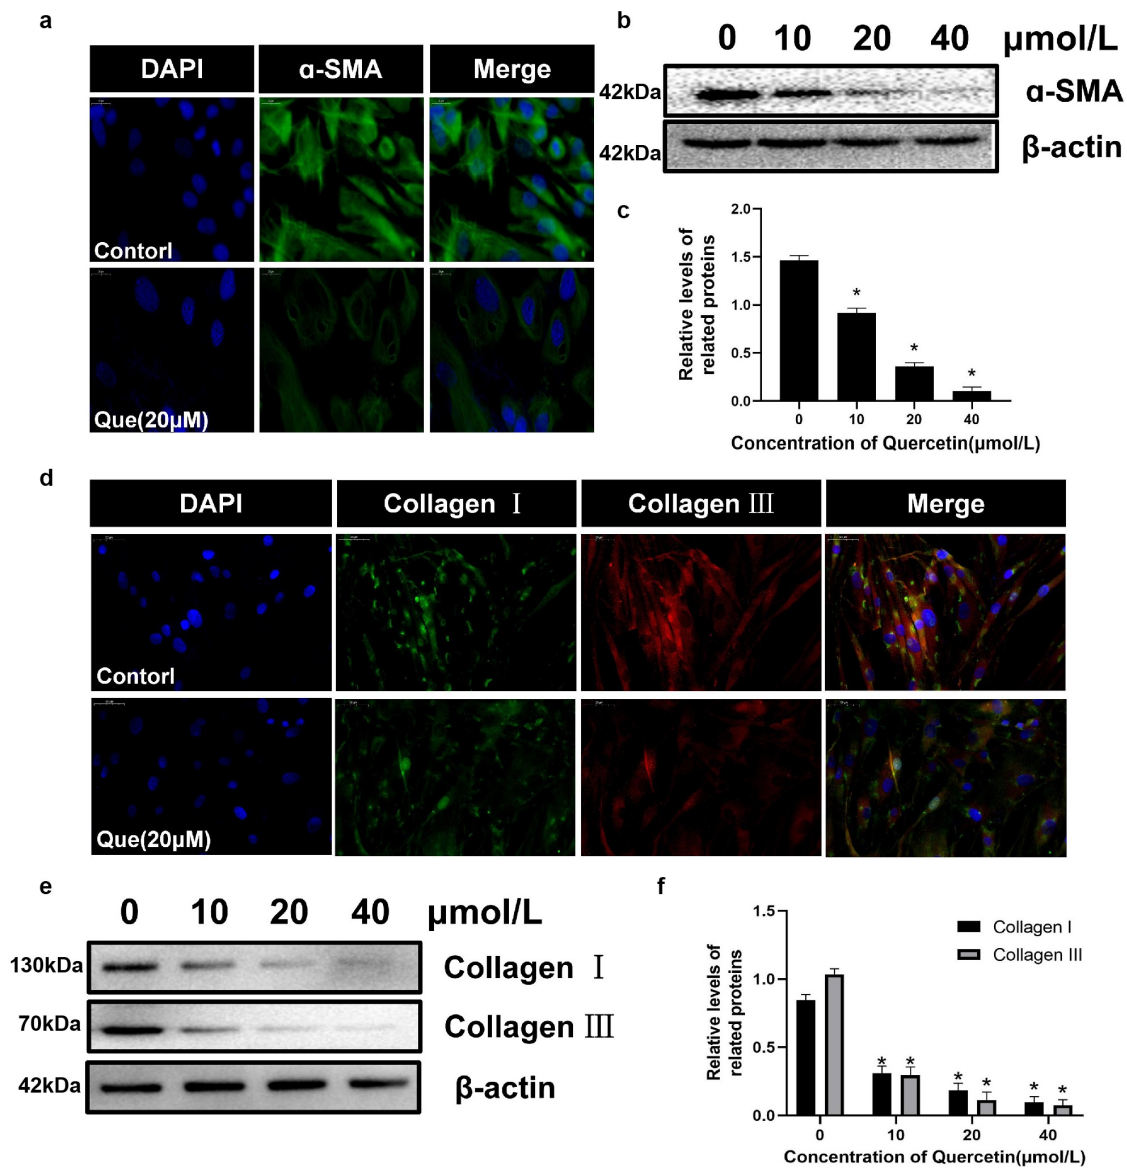 a
DAPI α-SMA Merge
Contorl
Que(20μM)
b
0 10 20 40 μmol/L
42kDa α-SMA
42kDa β-actin
c
Relative levels of
related proteins
2.0
1.5
1.0
0.5
0.0
*
*
*
0 10 20 40
Concentration of Quercetin(μmol/L)
d
DAPI Collagen Ⅰ Collagen Ⅲ Merge
Contorl
Que(20μM)
e
0 10 20 40 μmol/L
130kDa Collagen Ⅰ
70kDa Collagen Ⅲ
42kDa β-actin
f
Relative levels of
related proteins
1.5
1.0
0.5
0.0
Collagen I
Collagen III
* *
* *
* *
0 10 20 40
Concentration of Quercetin(μmol/L)